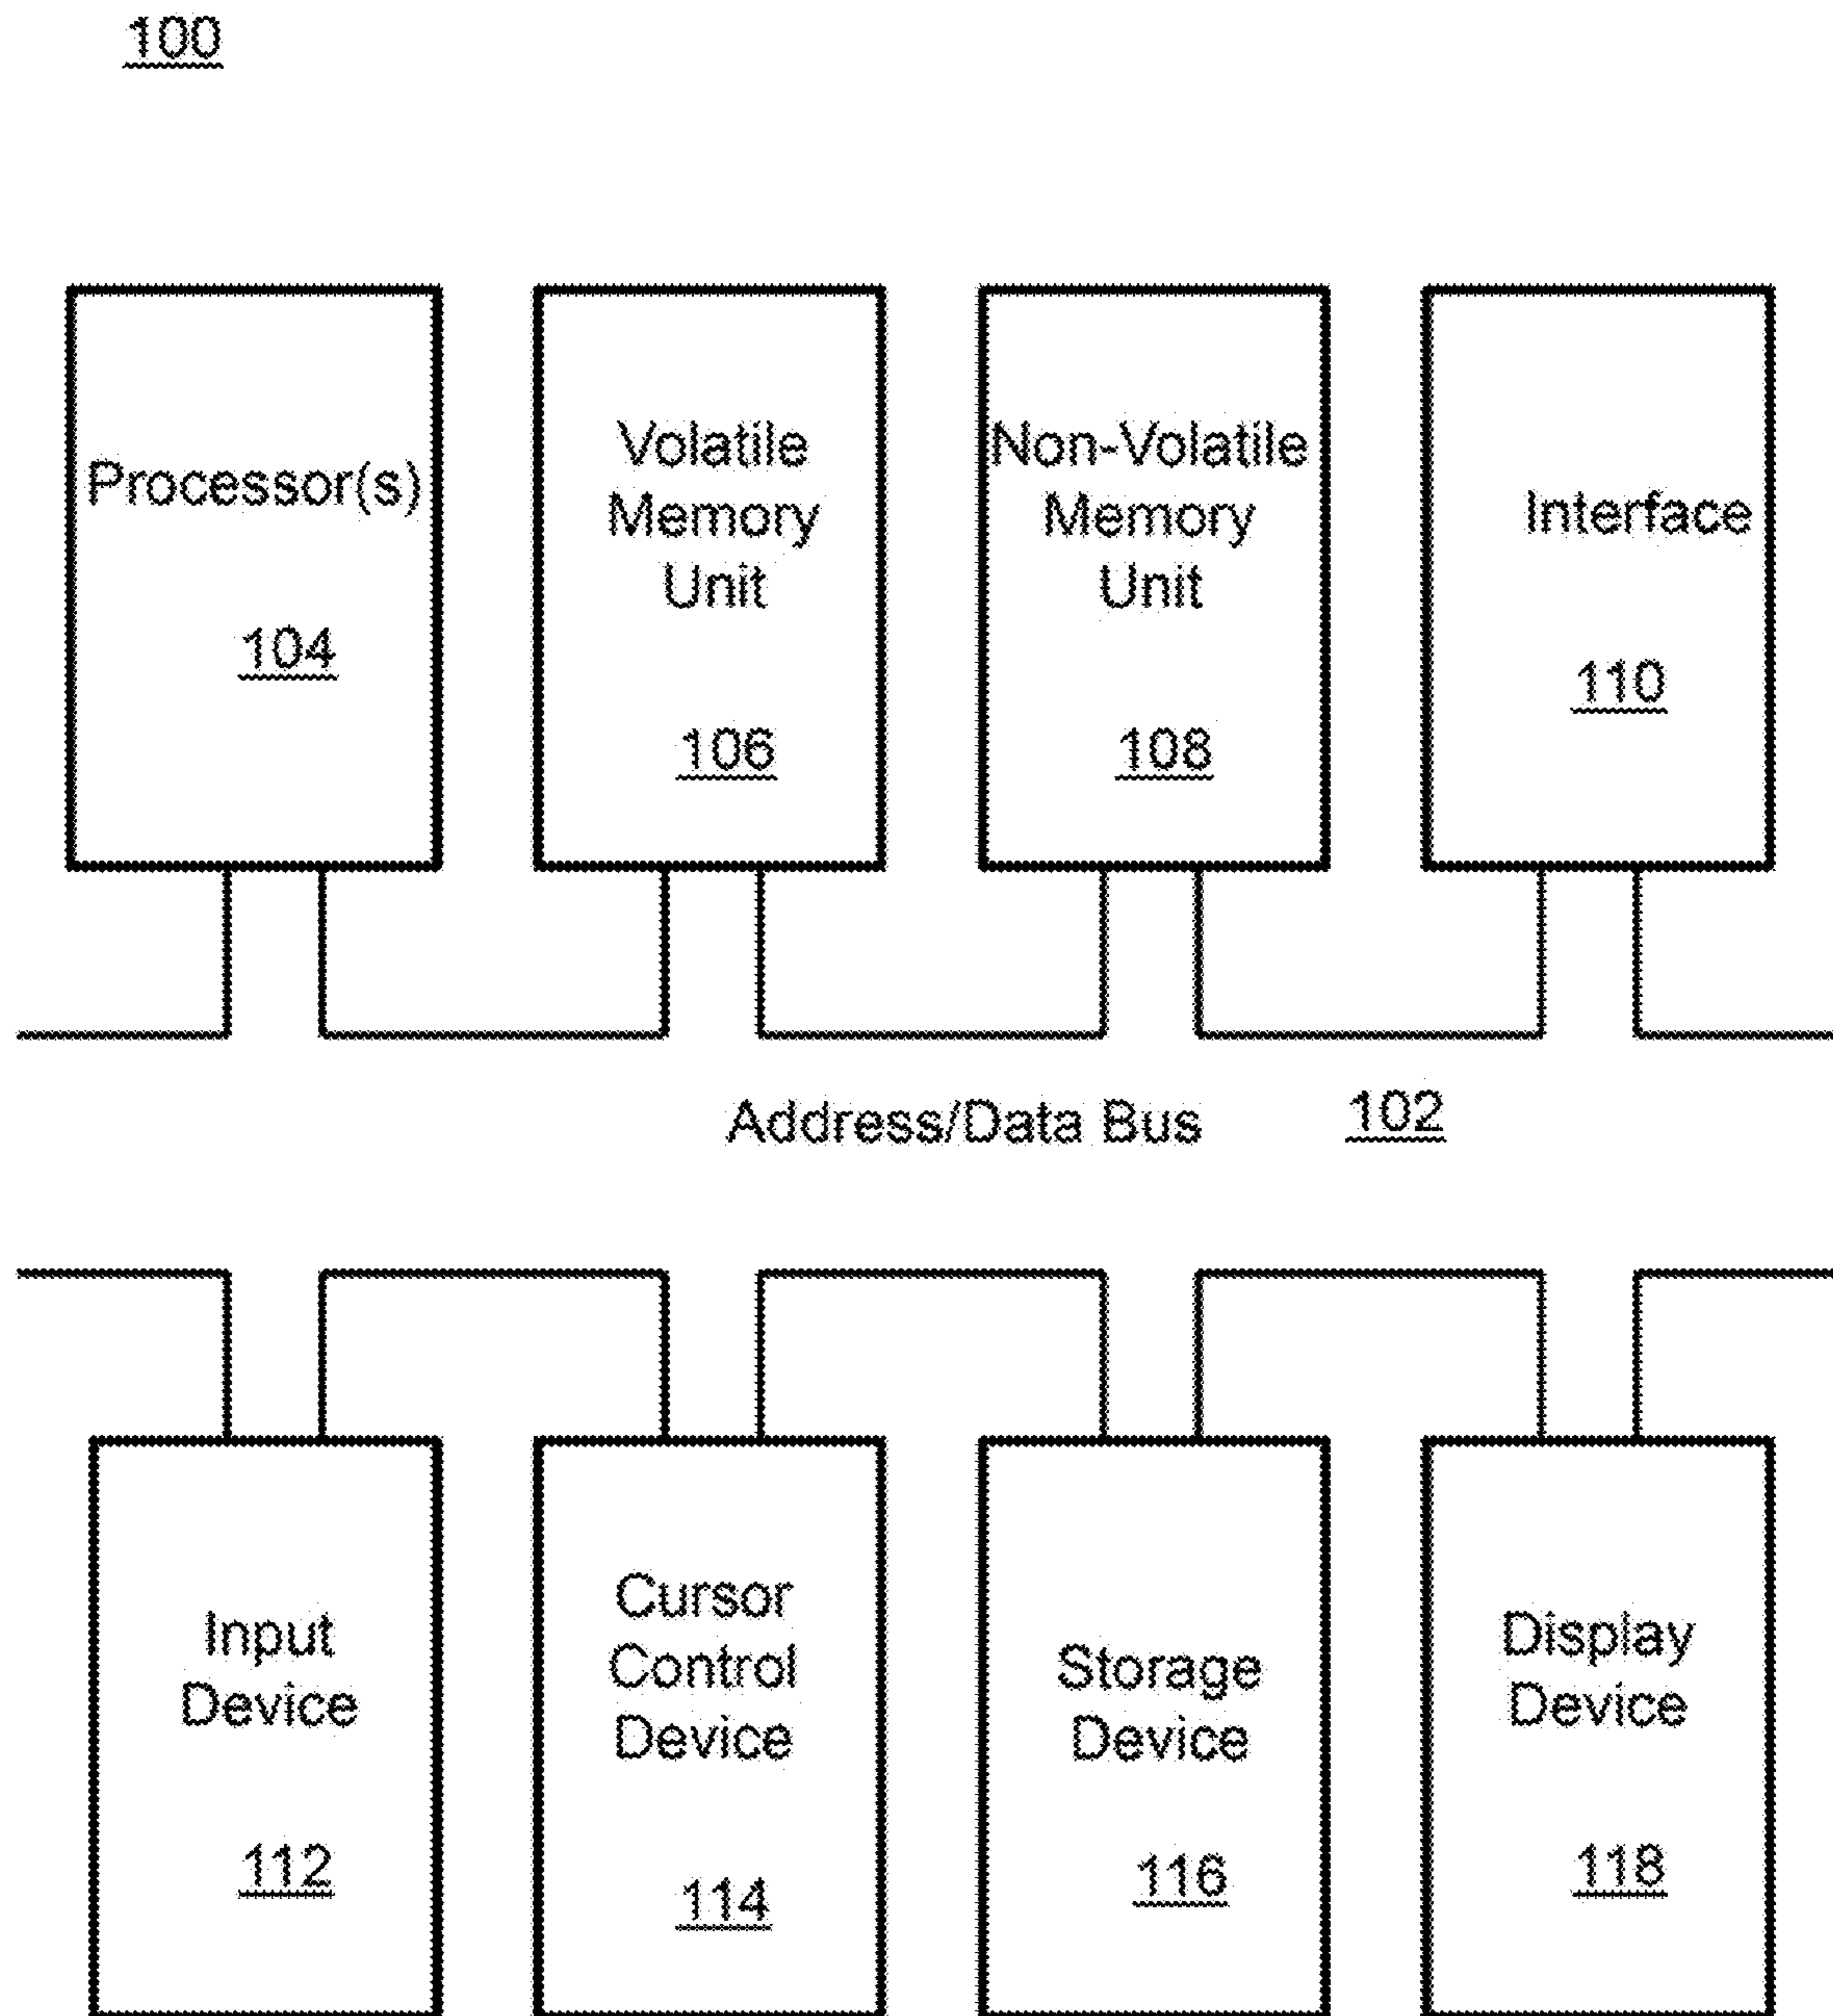 100
Processor(s)
104
Volatile
Memory
Unit
106
Non-Volatile
Memory
Unit
108
Interface
110
Address/Data Bus 102
Input
Device
112
Cursor
Control
Device
114
Storage
Device
116
Display
Device
118